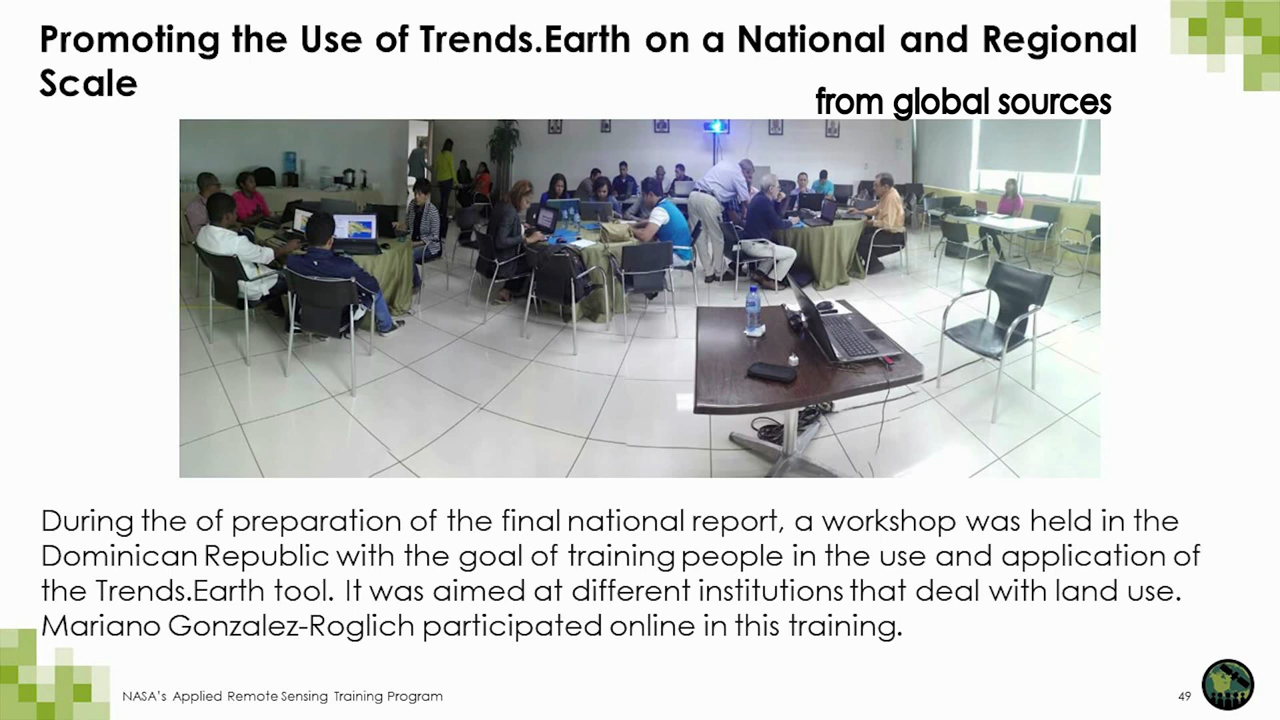 Promoting the Use of Trends.Earth on a National and Regional
Scale
from global sources
During the of preparation of the final national report, a workshop was held in the
Dominican Republic with the goal of training people in the use and application of
the Trends.Earth tool. It was aimed at different institutions that deal with land use.
Mariano Gonzalez-Roglich participated online in this training.
NASA's Applied Remote Sensing Training Program
49